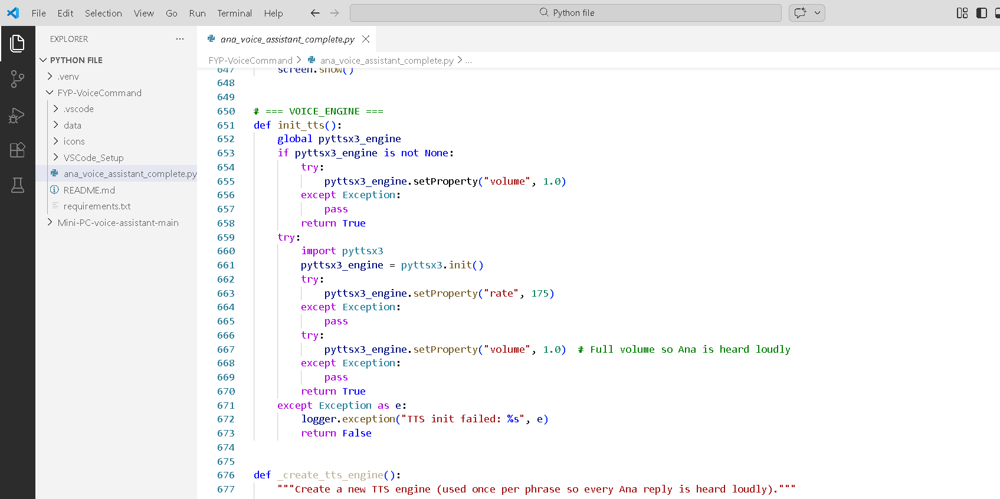 File Edit Selection View Go Run Terminal Help
Python file
EXPLORER
PYTHON FILE
.venv
FYP-VoiceCommand
.vscode
data
icons
VSCode_Setup
ana_voice_assistant_complete.py
README.md
requirements.txt
Mini-PC-voice-assistant-main
ana_voice_assistant_complete.py
FYP-VoiceCommand > ana_voice_assistant_complete.py > ...
647     screen.show()
648
649
650 # === VOICE_ENGINE ===
651 def init_tts():
652     global pyttsx3_engine
653     if pyttsx3_engine is not None:
654         try:
655             pyttsx3_engine.setProperty("volume", 1.0)
656         except Exception:
657             pass
658         return True
659     try:
660         import pyttsx3
661         pyttsx3_engine = pyttsx3.init()
662         try:
663             pyttsx3_engine.setProperty("rate", 175)
664         except Exception:
665             pass
666         try:
667             pyttsx3_engine.setProperty("volume", 1.0)  # Full volume so Ana is heard loudly
668         except Exception:
669             pass
670         return True
671     except Exception as e:
672         logger.exception("TTS init failed: %s", e)
673         return False
674
675
676 def _create_tts_engine():
677     """Create a new TTS engine (used once per phrase so every Ana reply is heard loudly)."""